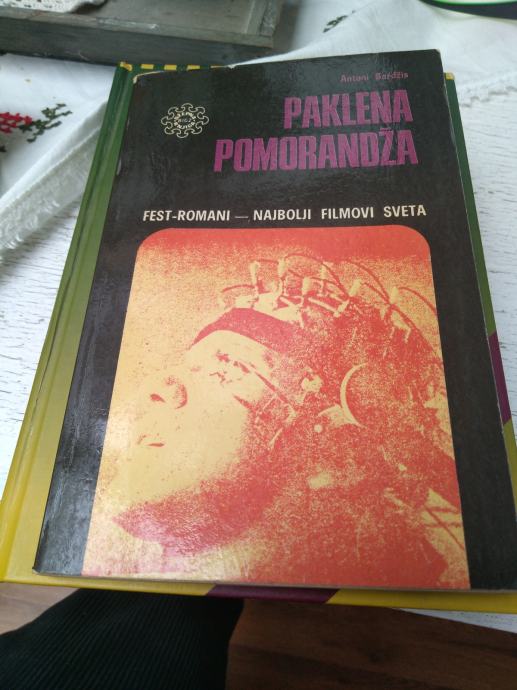 Antoni Bardžis
PAKLENA
POMORANDŽA
FEST-ROMANI — NAJBOLJI FILMOVI SVETA